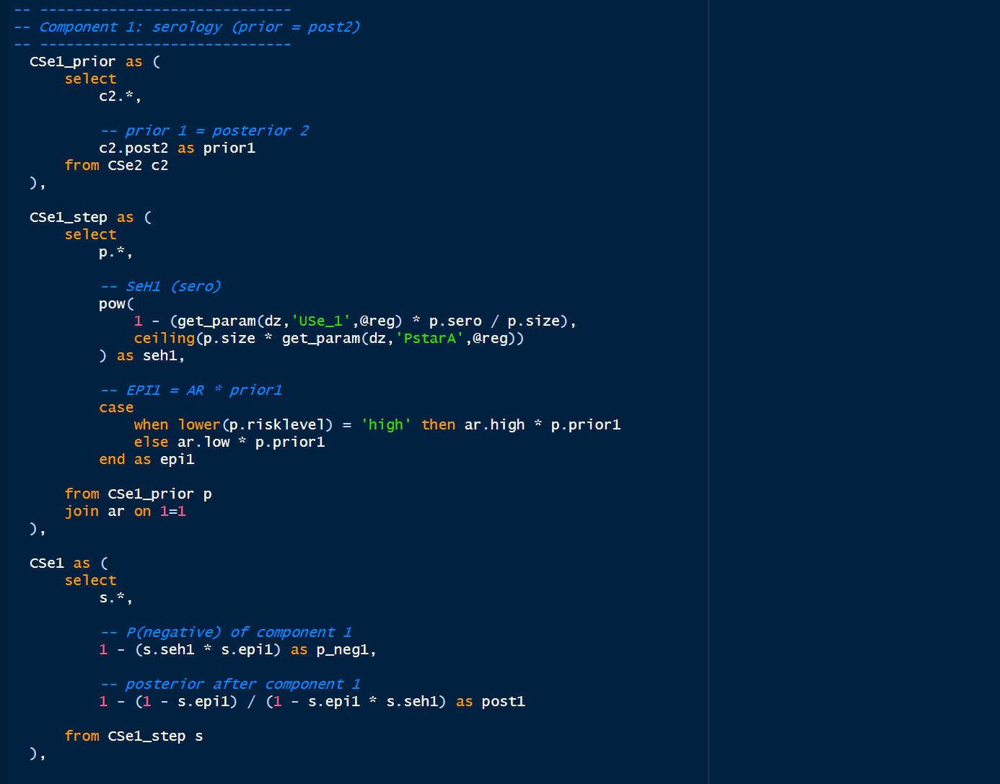 -- -----------------------------
-- Component 1: serology (prior = post2)
-- -----------------------------
CSe1_prior as (
select
c2.*,
-- prior 1 = posterior 2
c2.post2 as prior1
from CSe2 c2
),
CSe1_step as (
select
p.*,
-- SeH1 (sero)
pow(
1 - (get_param(dz,'USe_1',@reg) * p.sero / p.size),
ceiling(p.size * get_param(dz,'PstarA',@reg))
) as seh1,
-- EPI1 = AR * prior1
case
when lower(p.risklevel) = 'high' then ar.high * p.prior1
else ar.low * p.prior1
end as epi1
from CSe1_prior p
join ar on 1=1
),
CSe1 as (
select
s.*,
-- P(negative) of component 1
1 - (s.seh1 * s.epi1) as p_neg1,
-- posterior after component 1
1 - (1 - s.epi1) / (1 - s.epi1 * s.seh1) as post1
from CSe1_step s
),